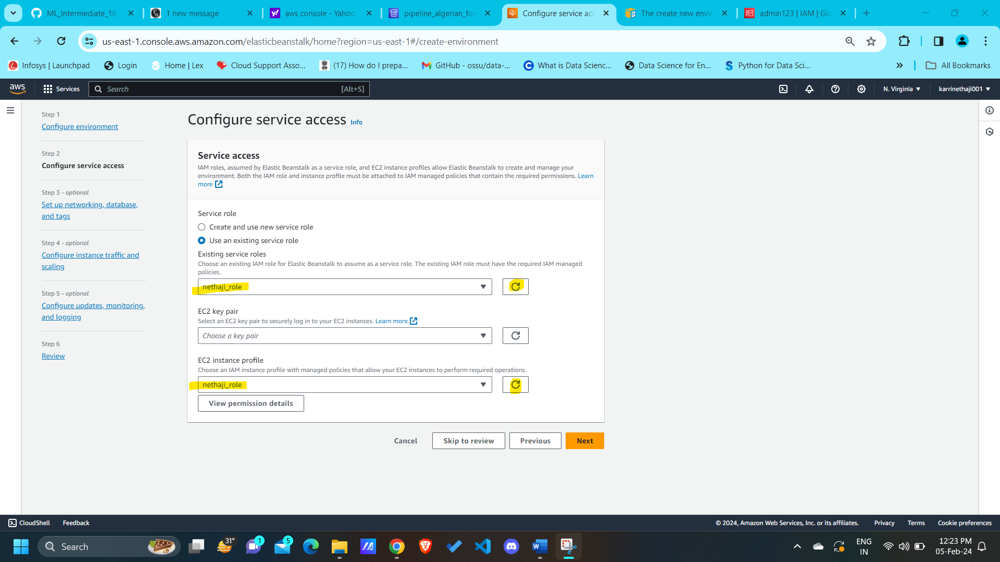 ML_Intermediate_16_
1 new message
aws console - Yahoo
pipeline_algerian_for
Configure service acc
The create new envir
admin123 | IAM | Glo
us-east-1.console.aws.amazon.com/elasticbeanstalk/home?region=us-east-1#/create-environment
Infosys | Launchpad
Login
Home | Lex
Cloud Support Asso...
(17) How do I prepa...
GitHub - ossu/data-...
What is Data Scienc...
Data Science for En...
Python for Data Sci...
All Bookmarks
aws
Services
Search
[Alt+S]
N. Virginia
karrinethaji001
Step 1
Configure environment
Step 2
Configure service access
Step 3 - optional
Set up networking, database,
and tags
Step 4 - optional
Configure instance traffic and
scaling
Step 5 - optional
Configure updates, monitoring,
and logging
Step 6
Review
Configure service access Info
Service access
IAM roles, assumed by Elastic Beanstalk as a service role, and EC2 instance profiles allow Elastic Beanstalk to create and manage your
environment. Both the IAM role and instance profile must be attached to IAM managed policies that contain the required permissions. Learn
more
Service role
Create and use new service role
Use an existing service role
Existing service roles
Choose an existing IAM role for Elastic Beanstalk to assume as a service role. The existing IAM role must have the required IAM managed
policies.
nethaji_role
EC2 key pair
Select an EC2 key pair to securely log in to your EC2 instances. Learn more
Choose a key pair
EC2 instance profile
Choose an IAM instance profile with managed policies that allow your EC2 instances to perform required operations.
nethaji_role
View permission details
Cancel
Skip to review
Previous
Next
CloudShell
Feedback
© 2024, Amazon Web Services, Inc. or its affiliates.
Privacy
Terms
Cookie preferences
Search
31°
1
5
ENG
IN
12:23 PM
05-Feb-24